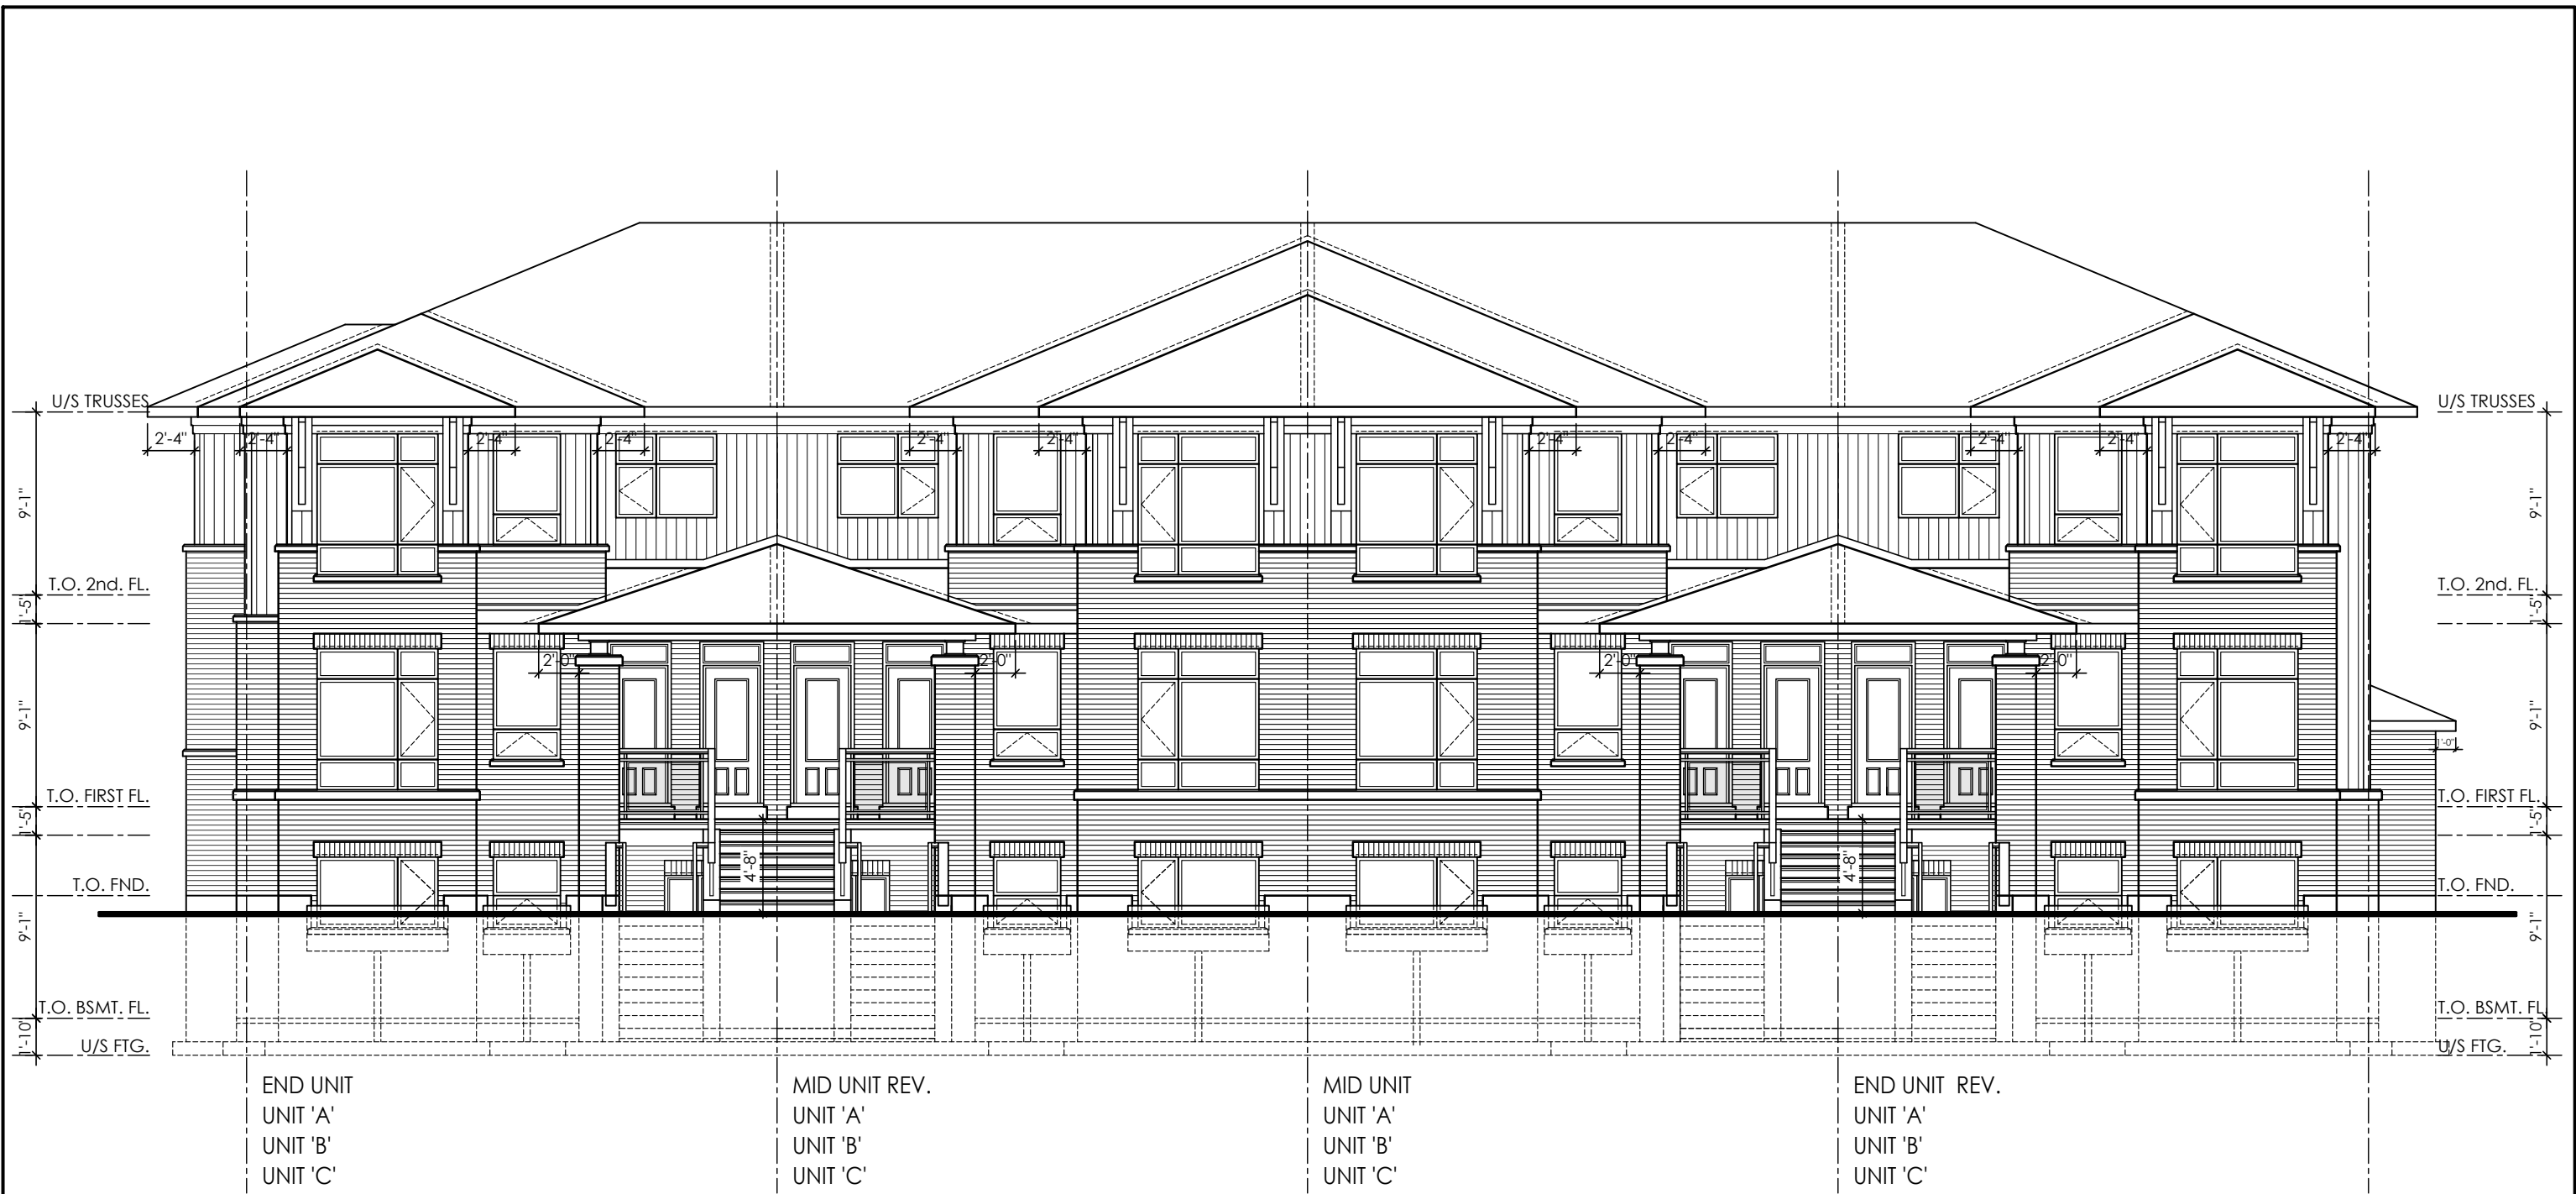 U/S TRUSSES
U/S TRUSSES
2'-4"
2'-4"
2'-4"
2'-4"
2'-4"
2'-4"
2'-4"
2'-4"
2'-4"
2'-4"
2'-4"
9'-1"
9'-1"
T.O. 2nd. FL.
T.O. 2nd. FL.
1'-5"
1'-5"
2'-0"
2'-0"
2'-0"
2'-0"
9'-1"
9'-1"
1'-0"
T.O. FIRST FL.
T.O. FIRST FL.
1'-5"
1'-5"
4'-8"
4'-8"
T.O. FND.
T.O. FND.
9'-1"
9'-1"
T.O. BSMT. FL.
T.O. BSMT. FL.
1'-10"
1'-10"
U/S FTG.
U/S FTG.
END UNIT
UNIT 'A'
UNIT 'B'
UNIT 'C'
MID UNIT REV.
UNIT 'A'
UNIT 'B'
UNIT 'C'
MID UNIT
UNIT 'A'
UNIT 'B'
UNIT 'C'
END UNIT REV.
UNIT 'A'
UNIT 'B'
UNIT 'C'